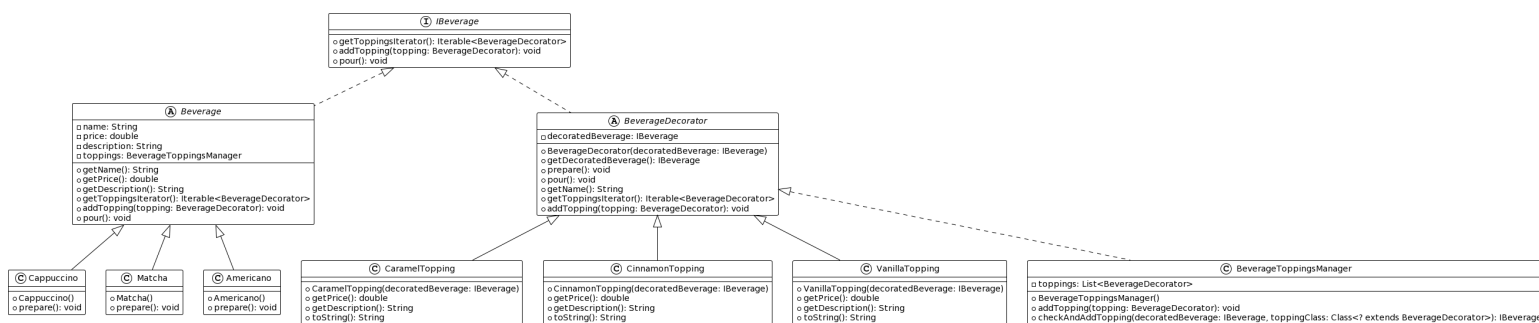 I IBeverage
getToppingsIterator(): Iterable<BeverageDecorator>
addTopping(topping: BeverageDecorator): void
pour(): void
A Beverage
name: String
price: double
description: String
toppings: BeverageToppingsManager
getName(): String
getPrice(): double
getDescription(): String
getToppingsIterator(): Iterable<BeverageDecorator>
addTopping(topping: BeverageDecorator): void
pour(): void
A BeverageDecorator
decoratedBeverage: IBeverage
BeverageDecorator(decoratedBeverage: IBeverage)
getDecoratedBeverage(): IBeverage
prepare(): void
pour(): void
getName(): String
getToppingsIterator(): Iterable<BeverageDecorator>
addTopping(topping: BeverageDecorator): void
C Cappuccino
Cappuccino()
prepare(): void
C Matcha
Matcha()
prepare(): void
C Americano
Americano()
prepare(): void
C CaramelTopping
CaramelTopping(decoratedBeverage: IBeverage)
getPrice(): double
getDescription(): String
toString(): String
C CinnamonTopping
CinnamonTopping(decoratedBeverage: IBeverage)
getPrice(): double
getDescription(): String
toString(): String
C VanillaTopping
VanillaTopping(decoratedBeverage: IBeverage)
getPrice(): double
getDescription(): String
toString(): String
C BeverageToppingsManager
toppings: List<BeverageDecorator>
BeverageToppingsManager()
addTopping(topping: BeverageDecorator): void
checkAndAddTopping(decoratedBeverage: IBeverage, toppingClass: Class<? extends BeverageDecorator>): IBeverage